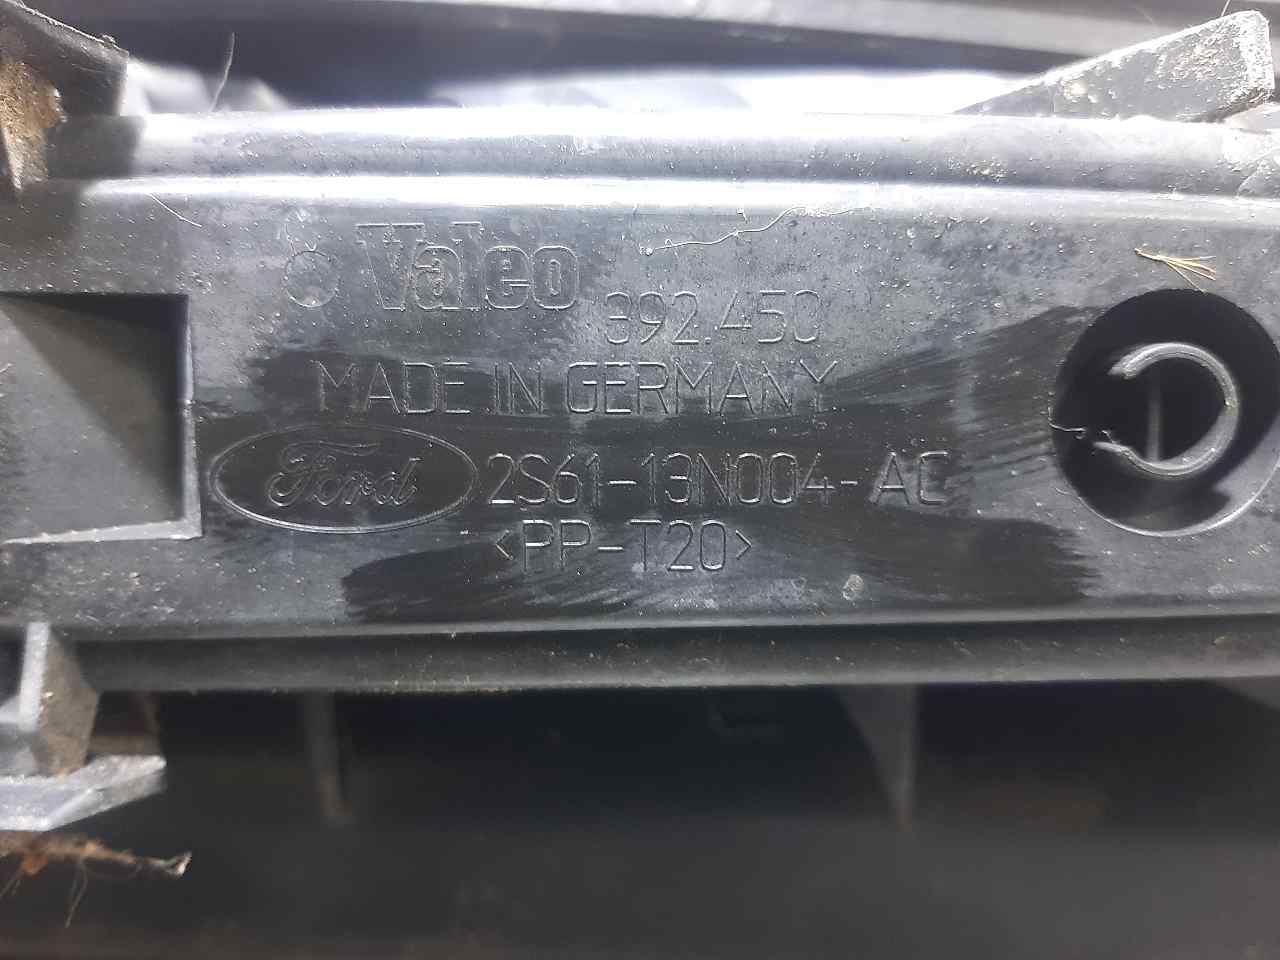 Valeo
392.450
MADE IN GERMANY
Ford 2S61-13N004-AC
<PP-T20>